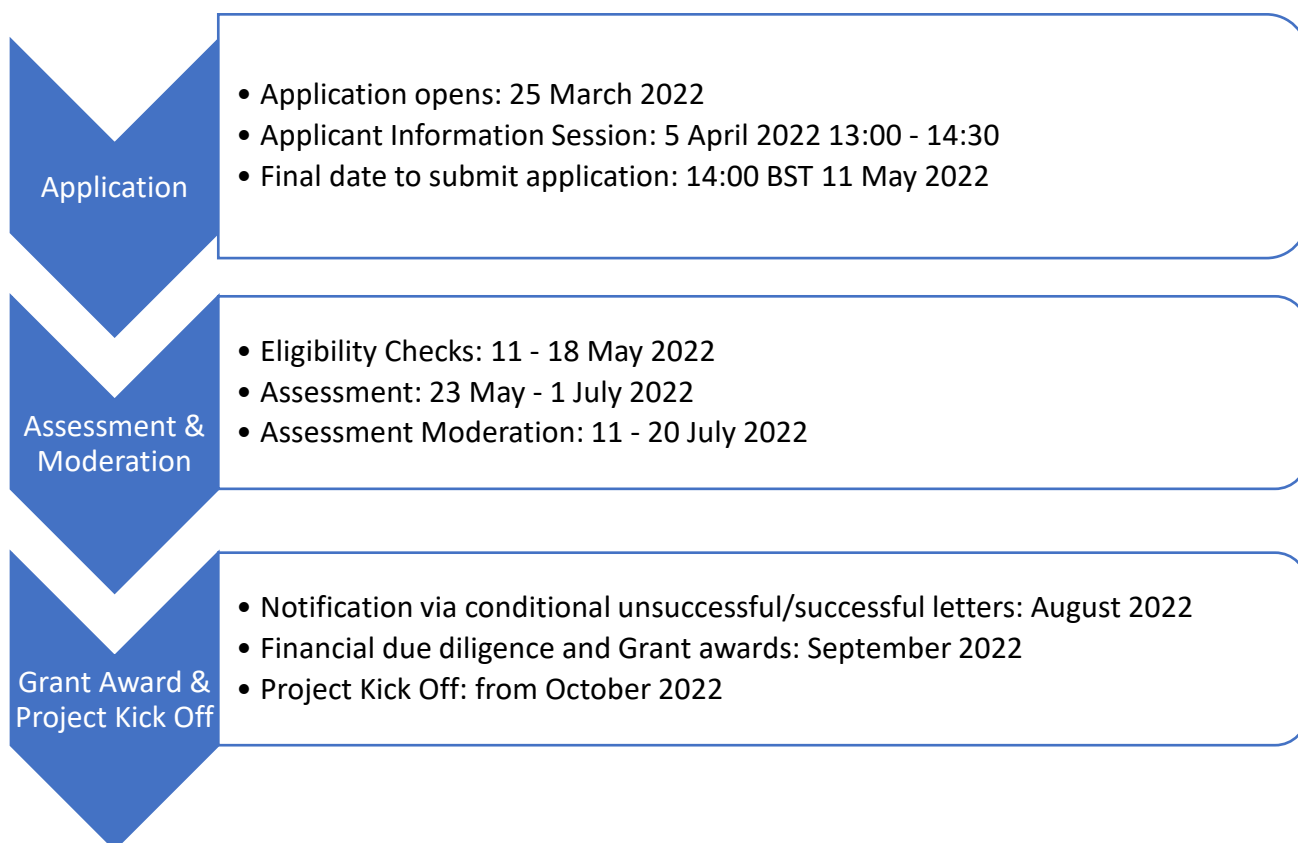 Application
• Application opens: 25 March 2022
• Applicant Information Session: 5 April 2022 13:00 - 14:30
• Final date to submit application: 14:00 BST 11 May 2022
Assessment &
Moderation
• Eligibility Checks: 11 - 18 May 2022
• Assessment: 23 May - 1 July 2022
• Assessment Moderation: 11 - 20 July 2022
Grant Award &
Project Kick Off
• Notification via conditional unsuccessful/successful letters: August 2022
• Financial due diligence and Grant awards: September 2022
• Project Kick Off: from October 2022